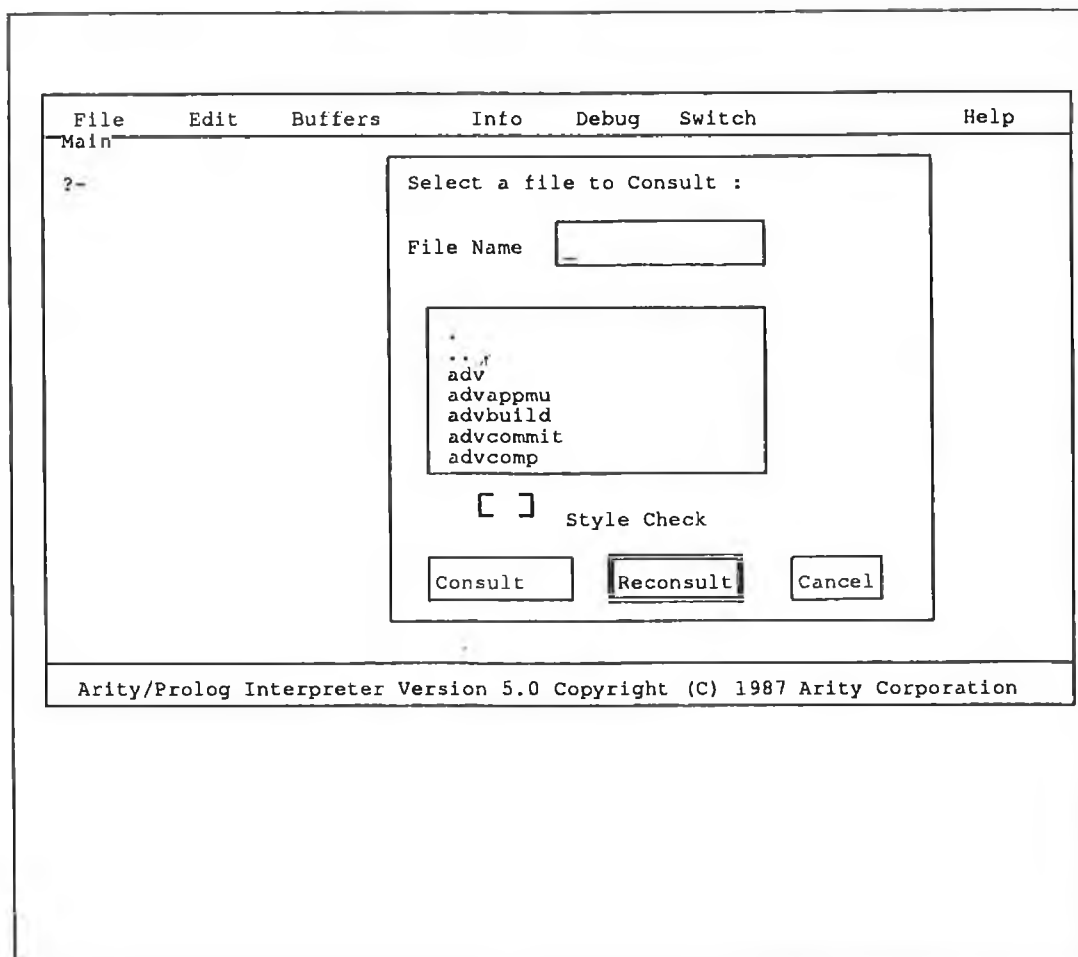 File Edit Buffers Info Debug Switch Help
Main
?-
Select a file to Consult :
File Name _
.
..
adv
advappmu
advbuild
advcommit
advcomp
[ ] Style Check
Consult Reconsult Cancel
Arity/Prolog Interpreter Version 5.0 Copyright (C) 1987 Arity Corporation